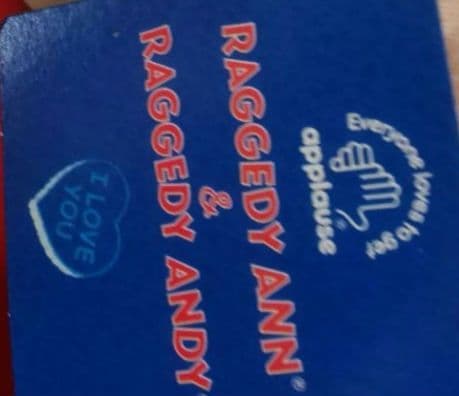 Everyone loves to get
applause®
RAGGEDY ANN®
&
RAGGEDY ANDY
I LOVE
YOU